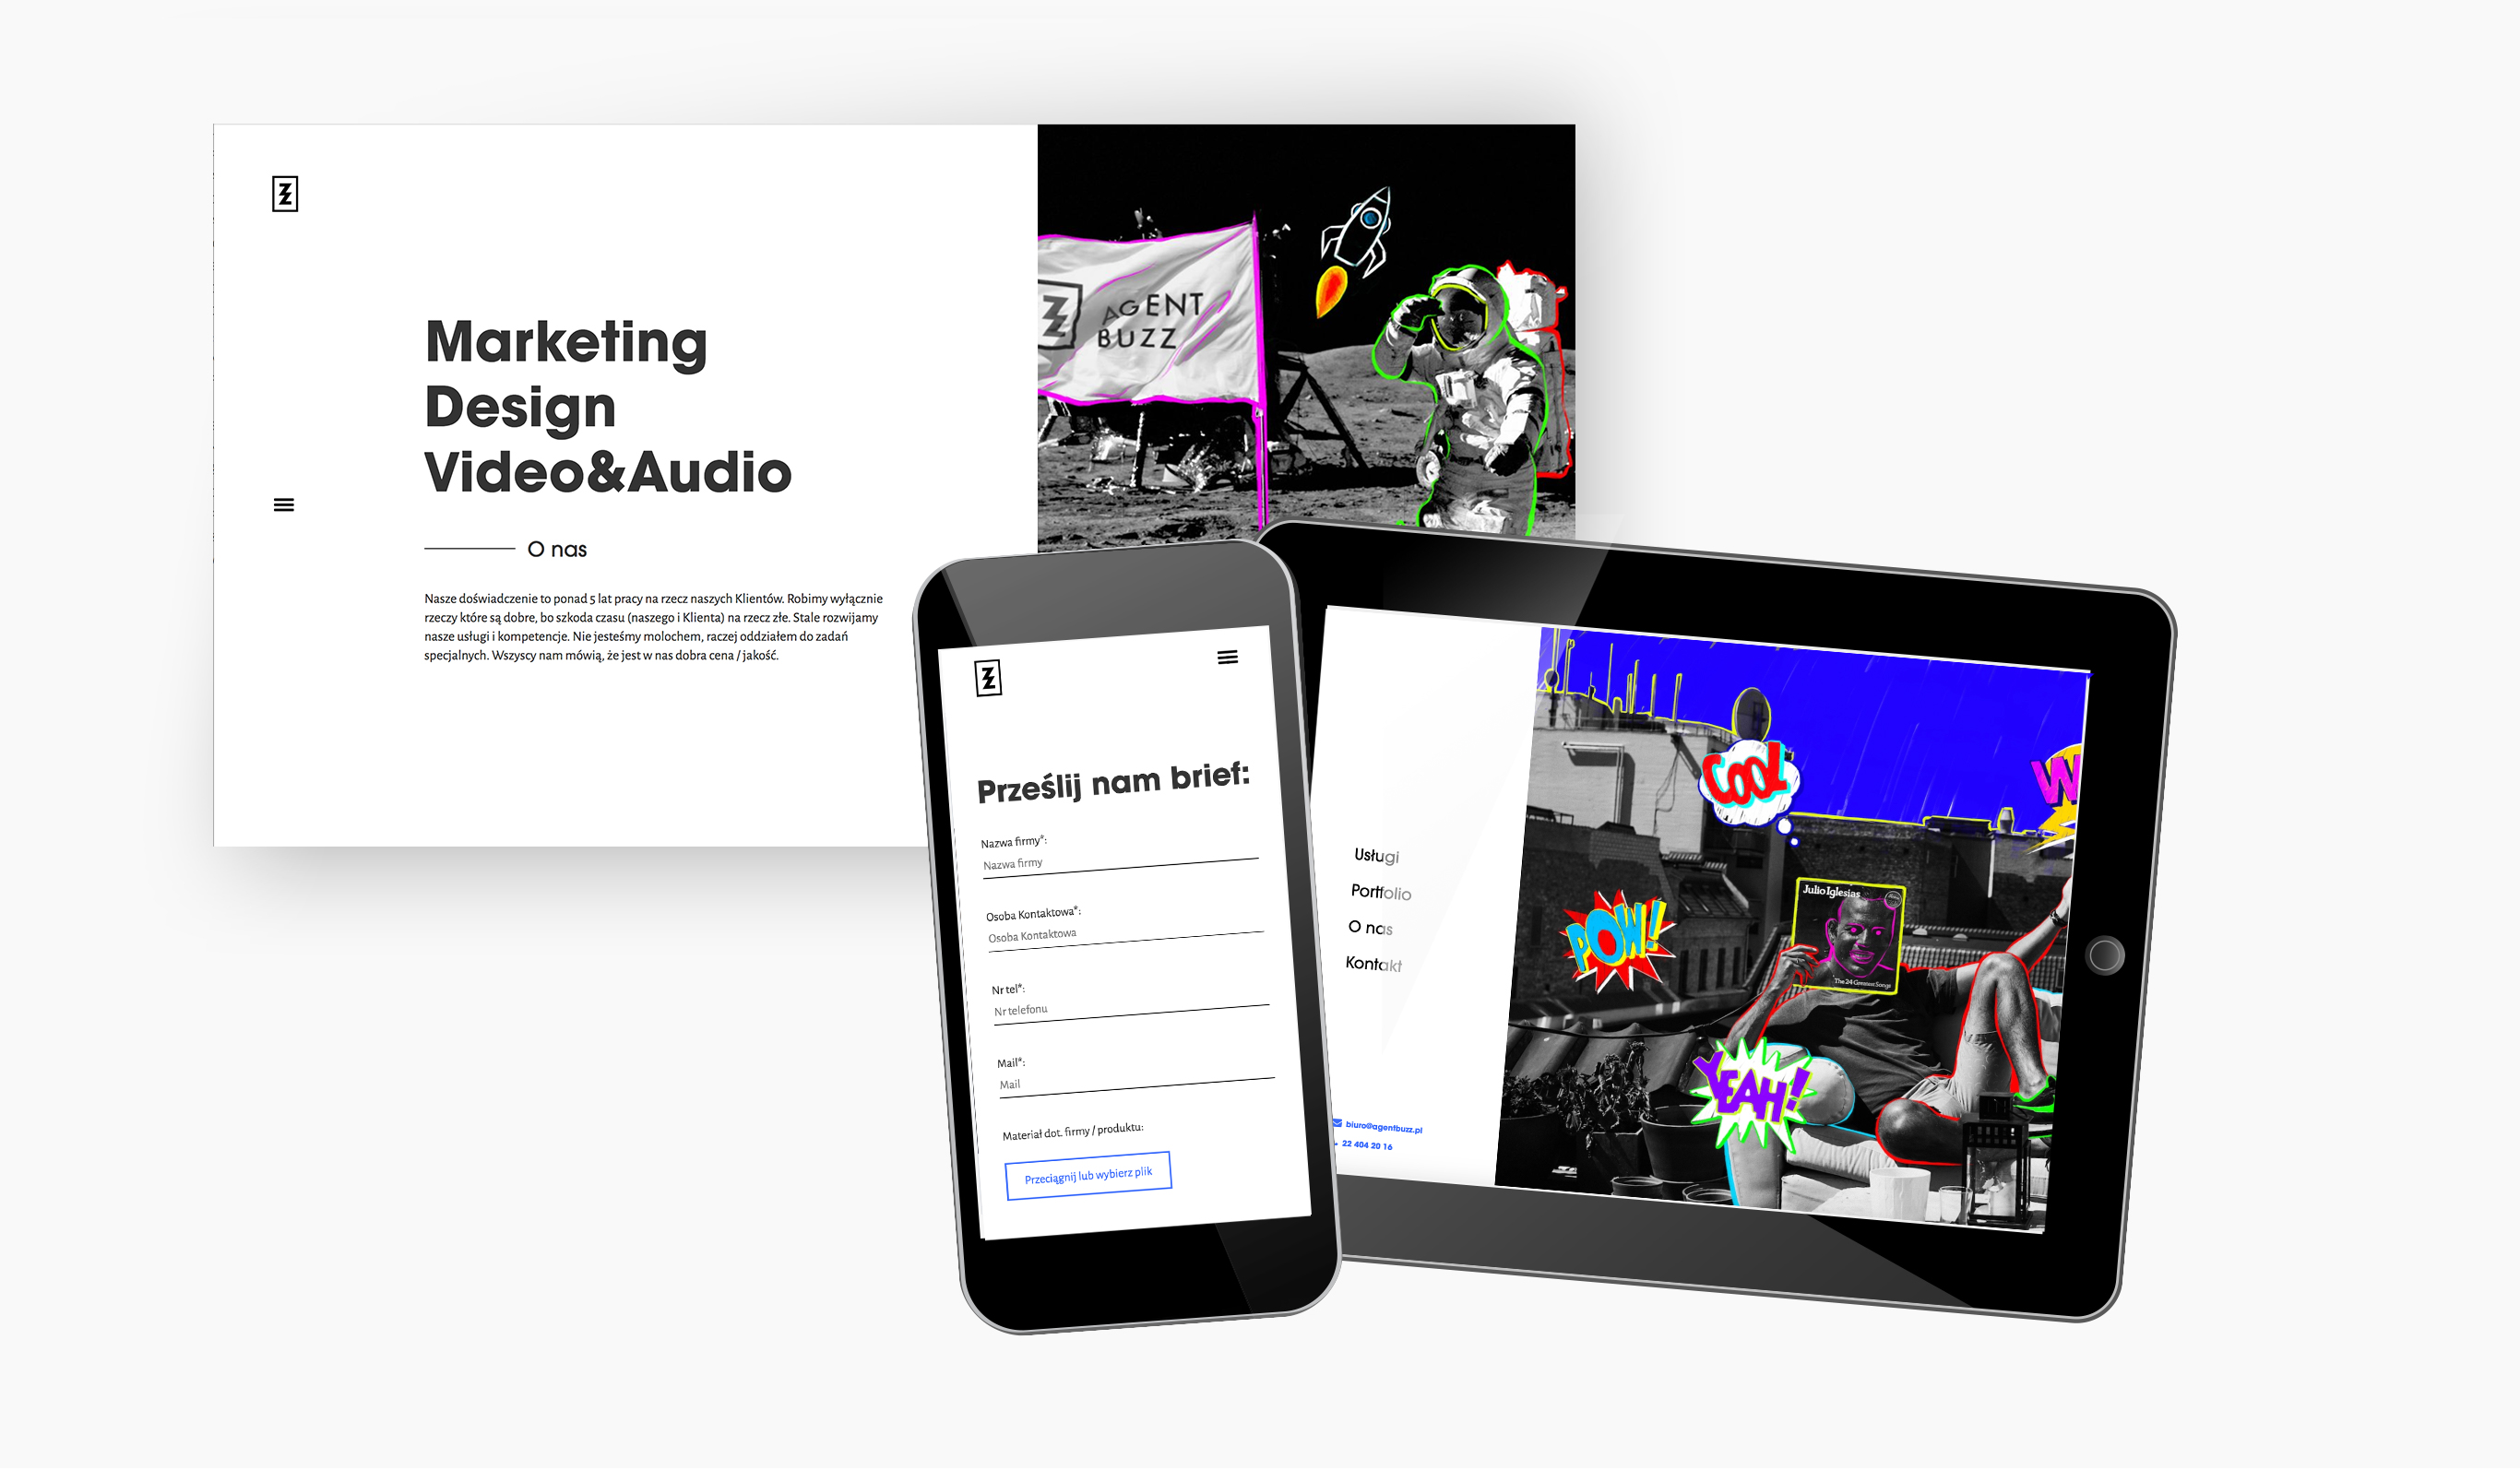 Marketing
Design
Video&Audio
O nas
Nasze doświadczenie to ponad 5 lat pracy na rzecz naszych Klientów. Robimy wyłącznie
rzeczy które są dobre, bo szkoda czasu (naszego i Klienta) na rzecz złe. Stale rozwijamy
nasze usługi i kompetencje. Nie jesteśmy molochem, raczej oddziałem do zadań
specjalnych. Wszyscy nam mówią, że jest w nas dobra cena / jakość.
AGENT
BUZZ
Prześlij nam brief:
Nazwa firmy*:
Nazwa firmy
Osoba Kontaktowa*:
Osoba Kontaktowa
Nr tel*:
Nr telefonu
Mail*:
Mail
Materiał dot. firmy / produktu:
Przeciągnij lub wybierz plik
Usługi
Portfolio
O nas
Kontakt
biuro@agentbuzz.pl
22 404 20 16
COOL
W
POW!
Julio Iglesias
The 24 Greatest Songs
YEAH!